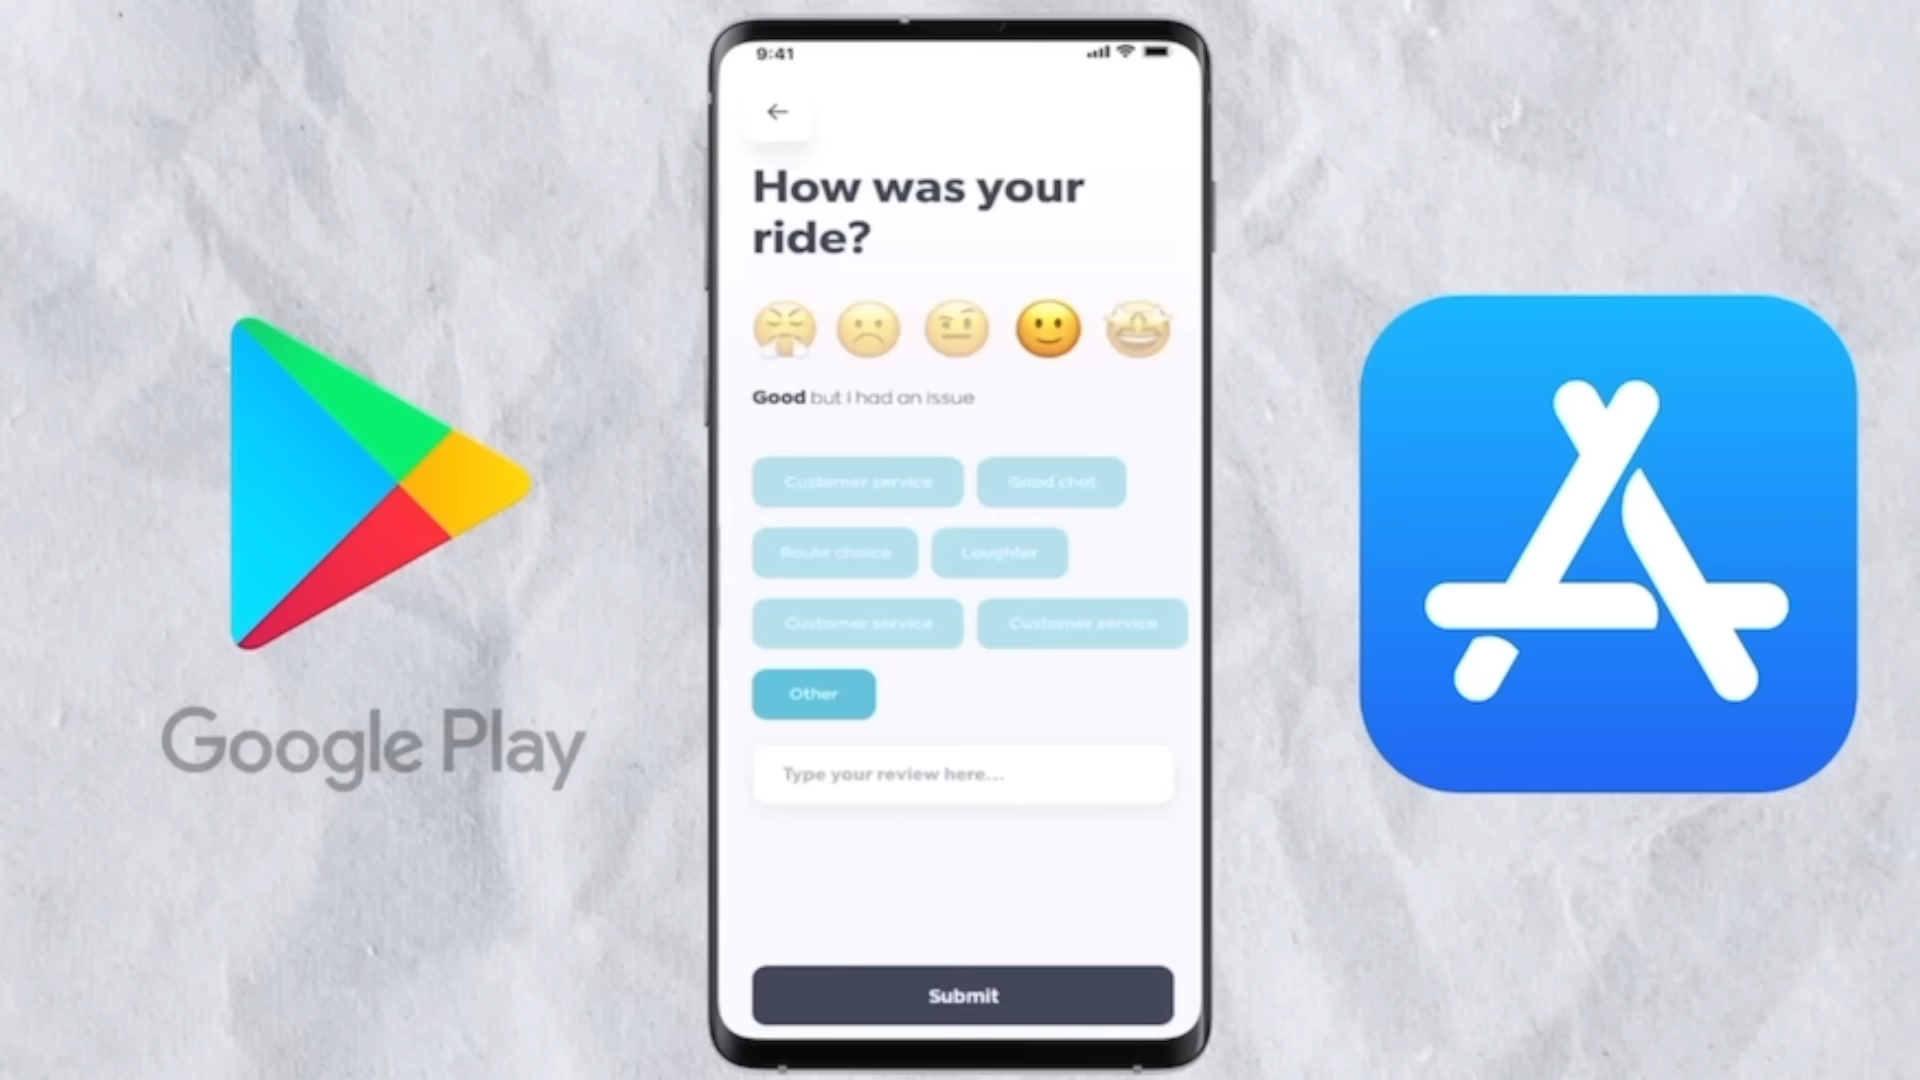 9:41
How was your
ride?
Good but I had an issue
Customer service
Good chat
Route choice
Laughter
Customer service
Customer service
Other
Type your review here...
Submit
Google Play